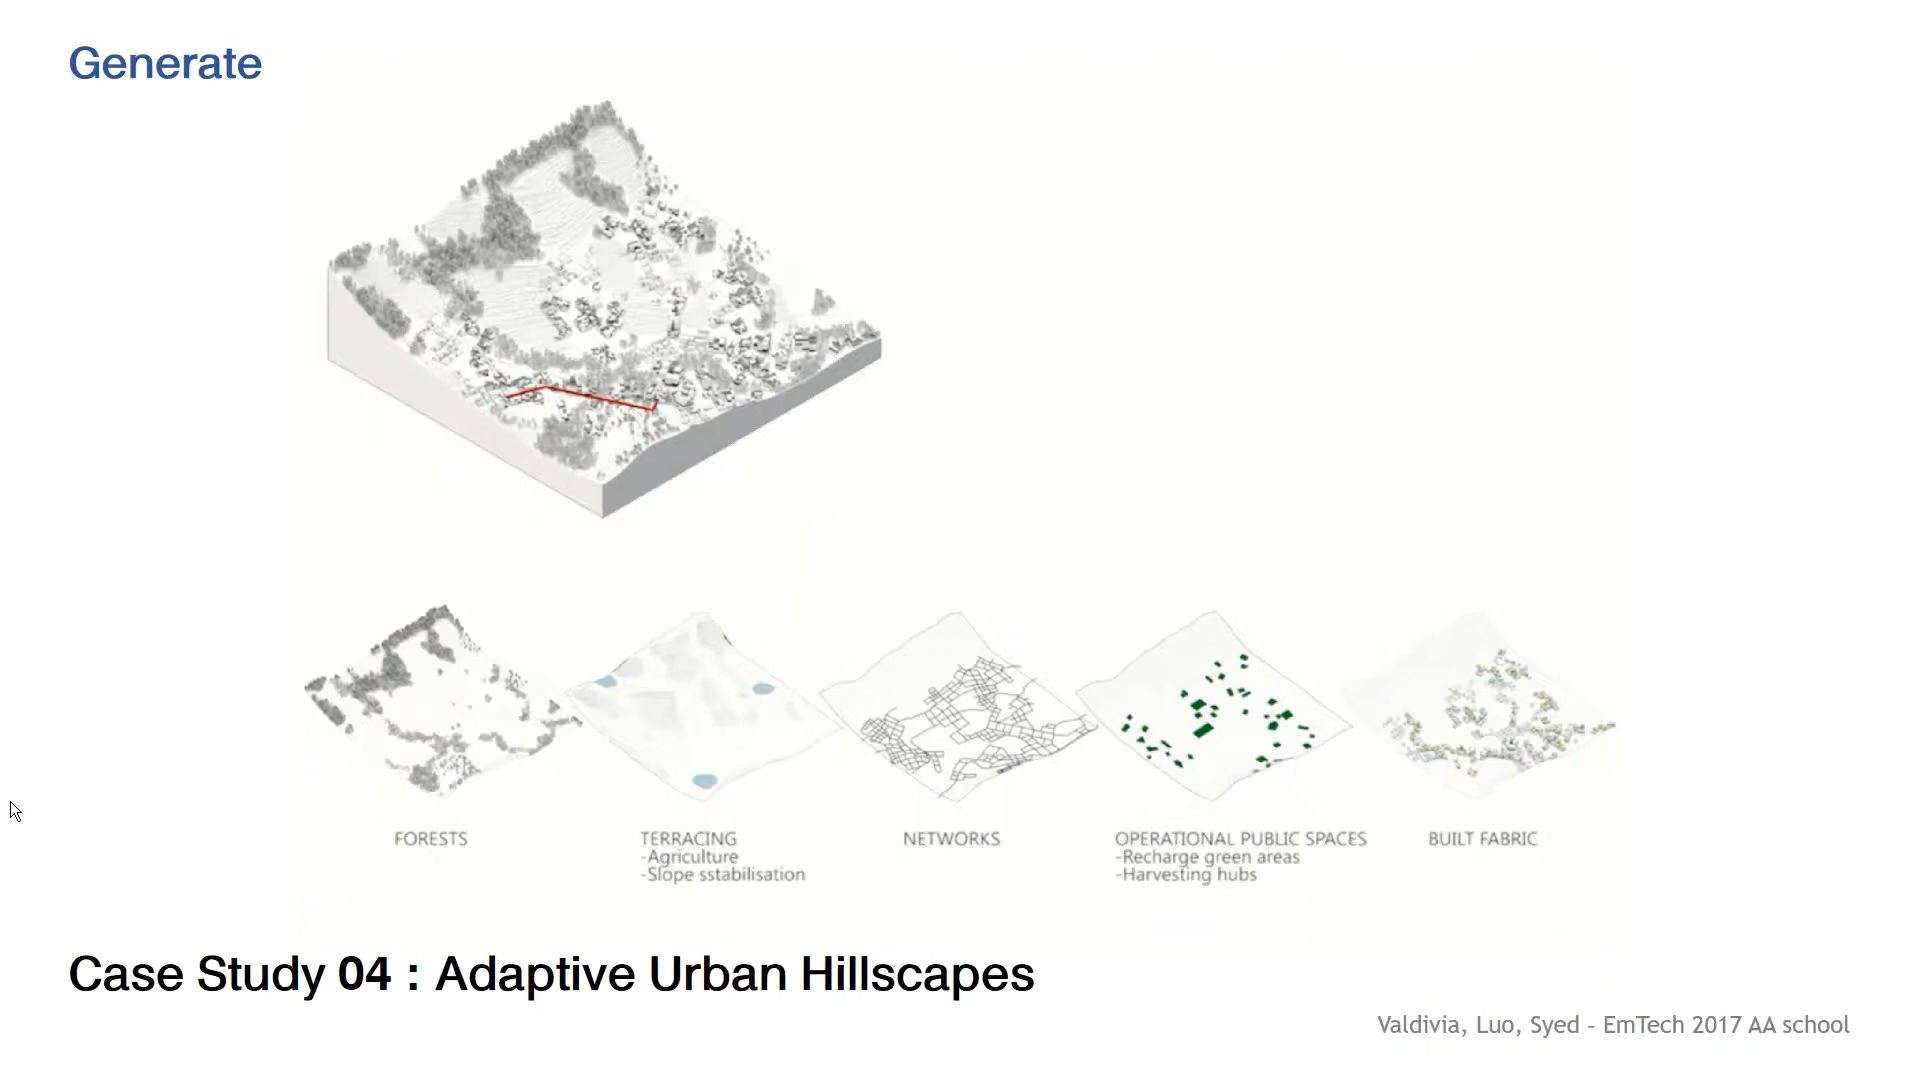 Generate
FORESTS
TERRACING
-Agriculture
-Slope sstabilisation
NETWORKS
OPERATIONAL PUBLIC SPACES
-Recharge green areas
-Harvesting hubs
BUILT FABRIC
Case Study 04 : Adaptive Urban Hillscapes
Valdivia, Luo, Syed - EmTech 2017 AA school